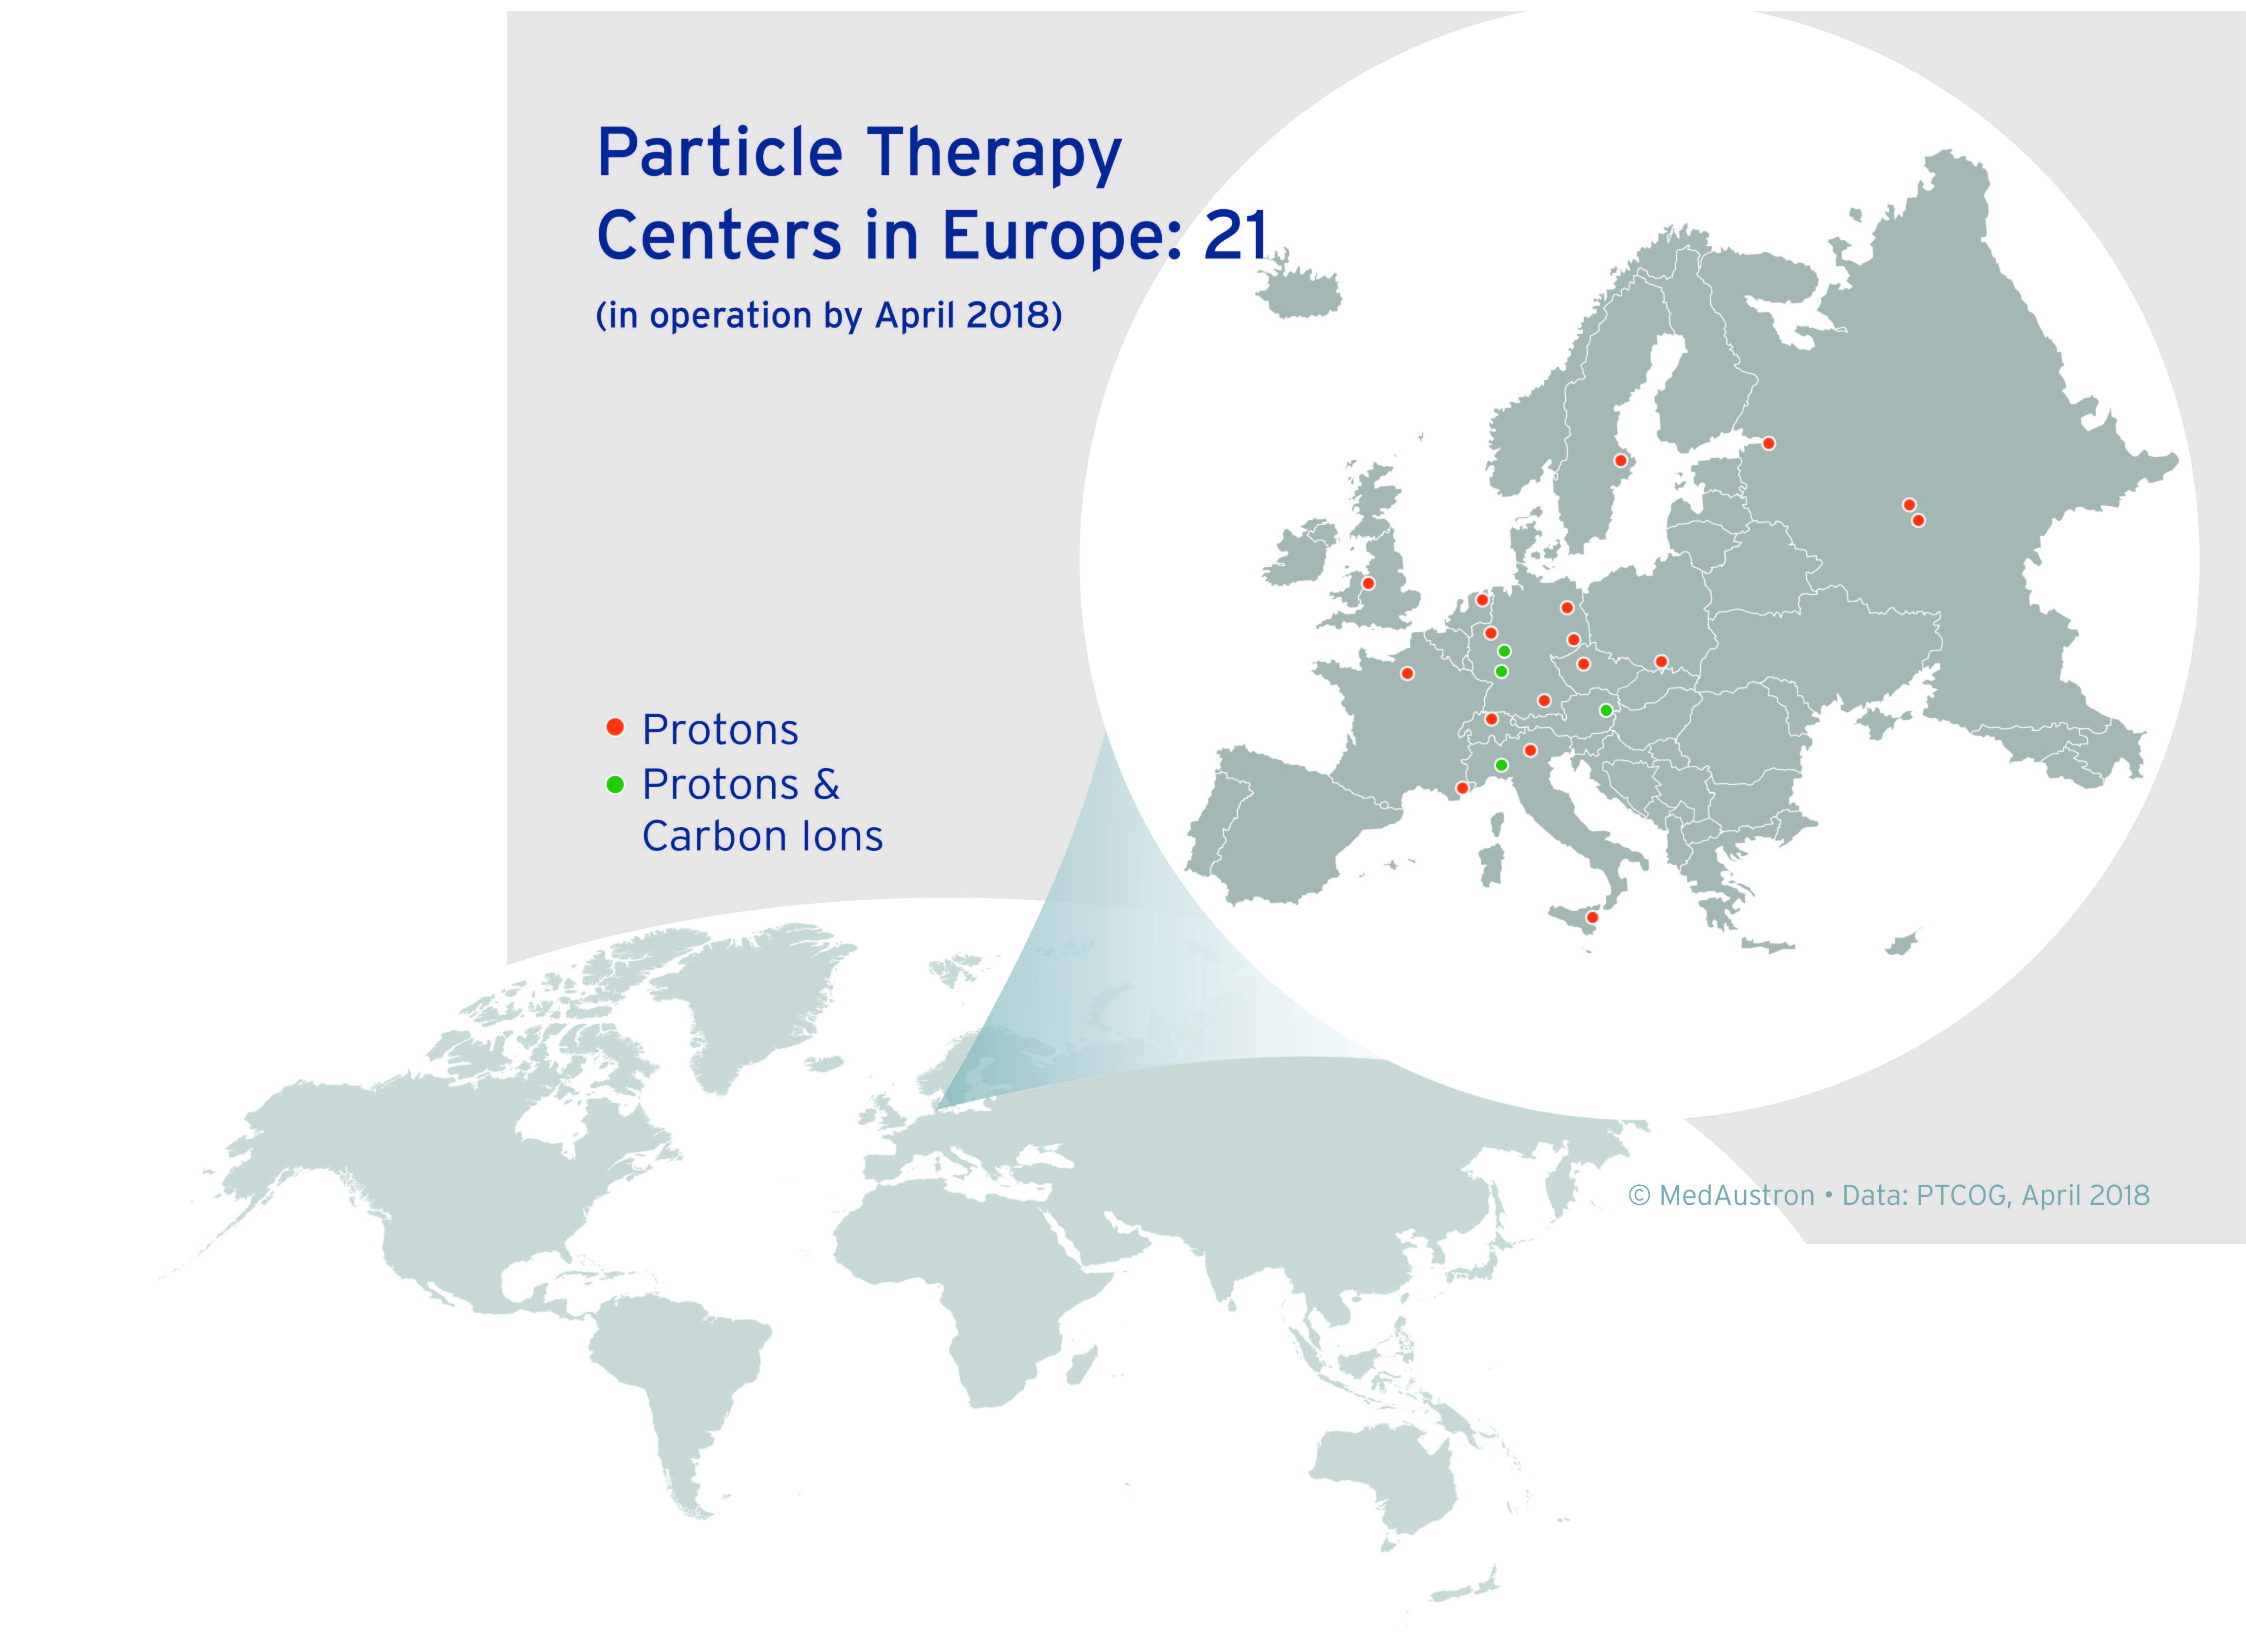 Particle Therapy
Centers in Europe: 21
(in operation by April 2018)
Protons
Protons &
Carbon Ions
© MedAustron • Data: PTCOG, April 2018